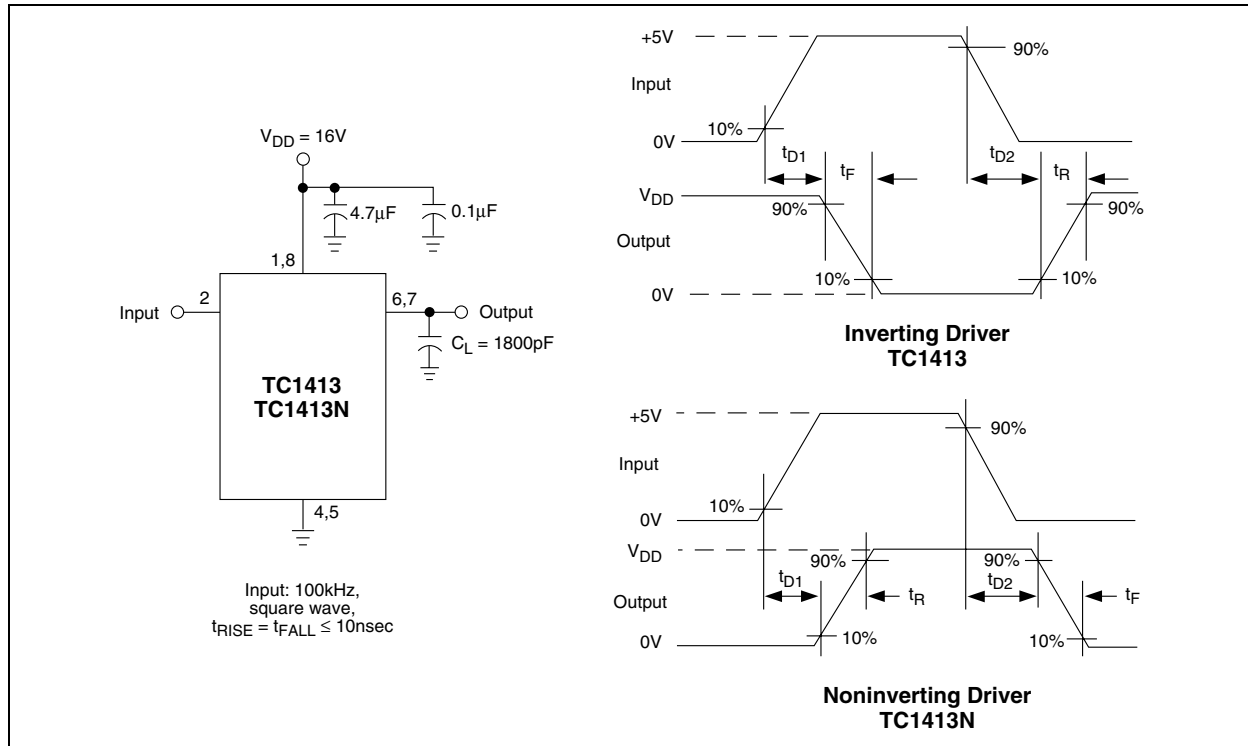 V_DD = 16V
4.7μF
0.1μF
1,8
Input
2
6,7
Output
C_L = 1800pF
TC1413
TC1413N
4,5
Input: 100kHz,
square wave,
t_RISE = t_FALL ≤ 10nsec
+5V
Input
90%
10%
0V
t_D1
t_F
t_D2
t_R
V_DD
90%
90%
Output
10%
10%
0V
Inverting Driver
TC1413
+5V
90%
Input
10%
0V
V_DD
90%
90%
t_D1
t_R
t_D2
t_F
Output
10%
10%
0V
Noninverting Driver
TC1413N